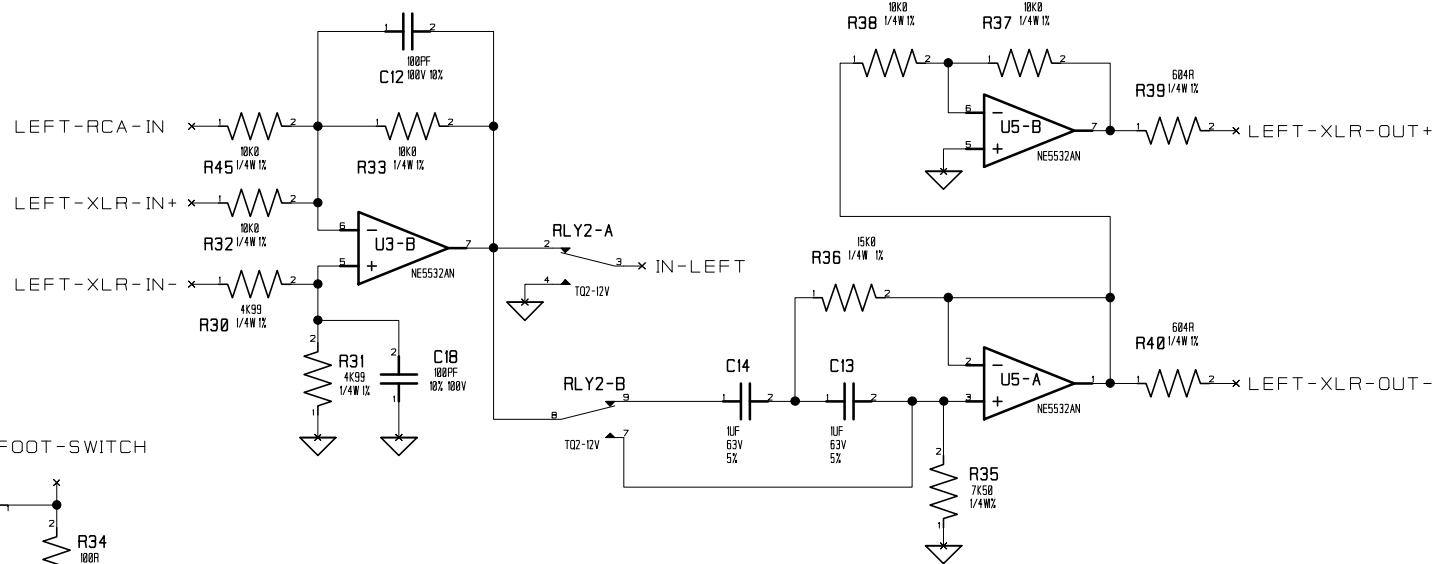 R38
10K0
1/4W 1%
R37
10K0
1/4W 1%
1 2
1 2
1 2
C12
100PF
100V 10%
R39
604R
1/4W 1%
LEFT-RCA-IN
1 2
R45
10K0
1/4W 1%
1 2
R33
10K0
1/4W 1%
6
5
7
U5-B
NE5532AN
1 2
LEFT-XLR-OUT+
LEFT-XLR-IN+
1 2
R32
10K0
1/4W 1%
6
5
7
U3-B
NE5532AN
RLY2-A
2
3
4
TQ2-12V
IN-LEFT
R36
15K0
1/4W 1%
1 2
LEFT-XLR-IN-
1 2
R30
4K99
1/4W 1%
R40
604R
1/4W 1%
2
R31
4K99
1/4W 1%
1
2
C18
100PF
10% 100V
1
RLY2-B
9
8
7
TQ2-12V
C14
1 2
1UF
63V
5%
C13
1 2
1UF
63V
5%
2
3
1
U5-A
NE5532AN
1 2
LEFT-XLR-OUT-
FOOT-SWITCH
2
R35
7K50
1/4W1%
1
1
2
R34
100R